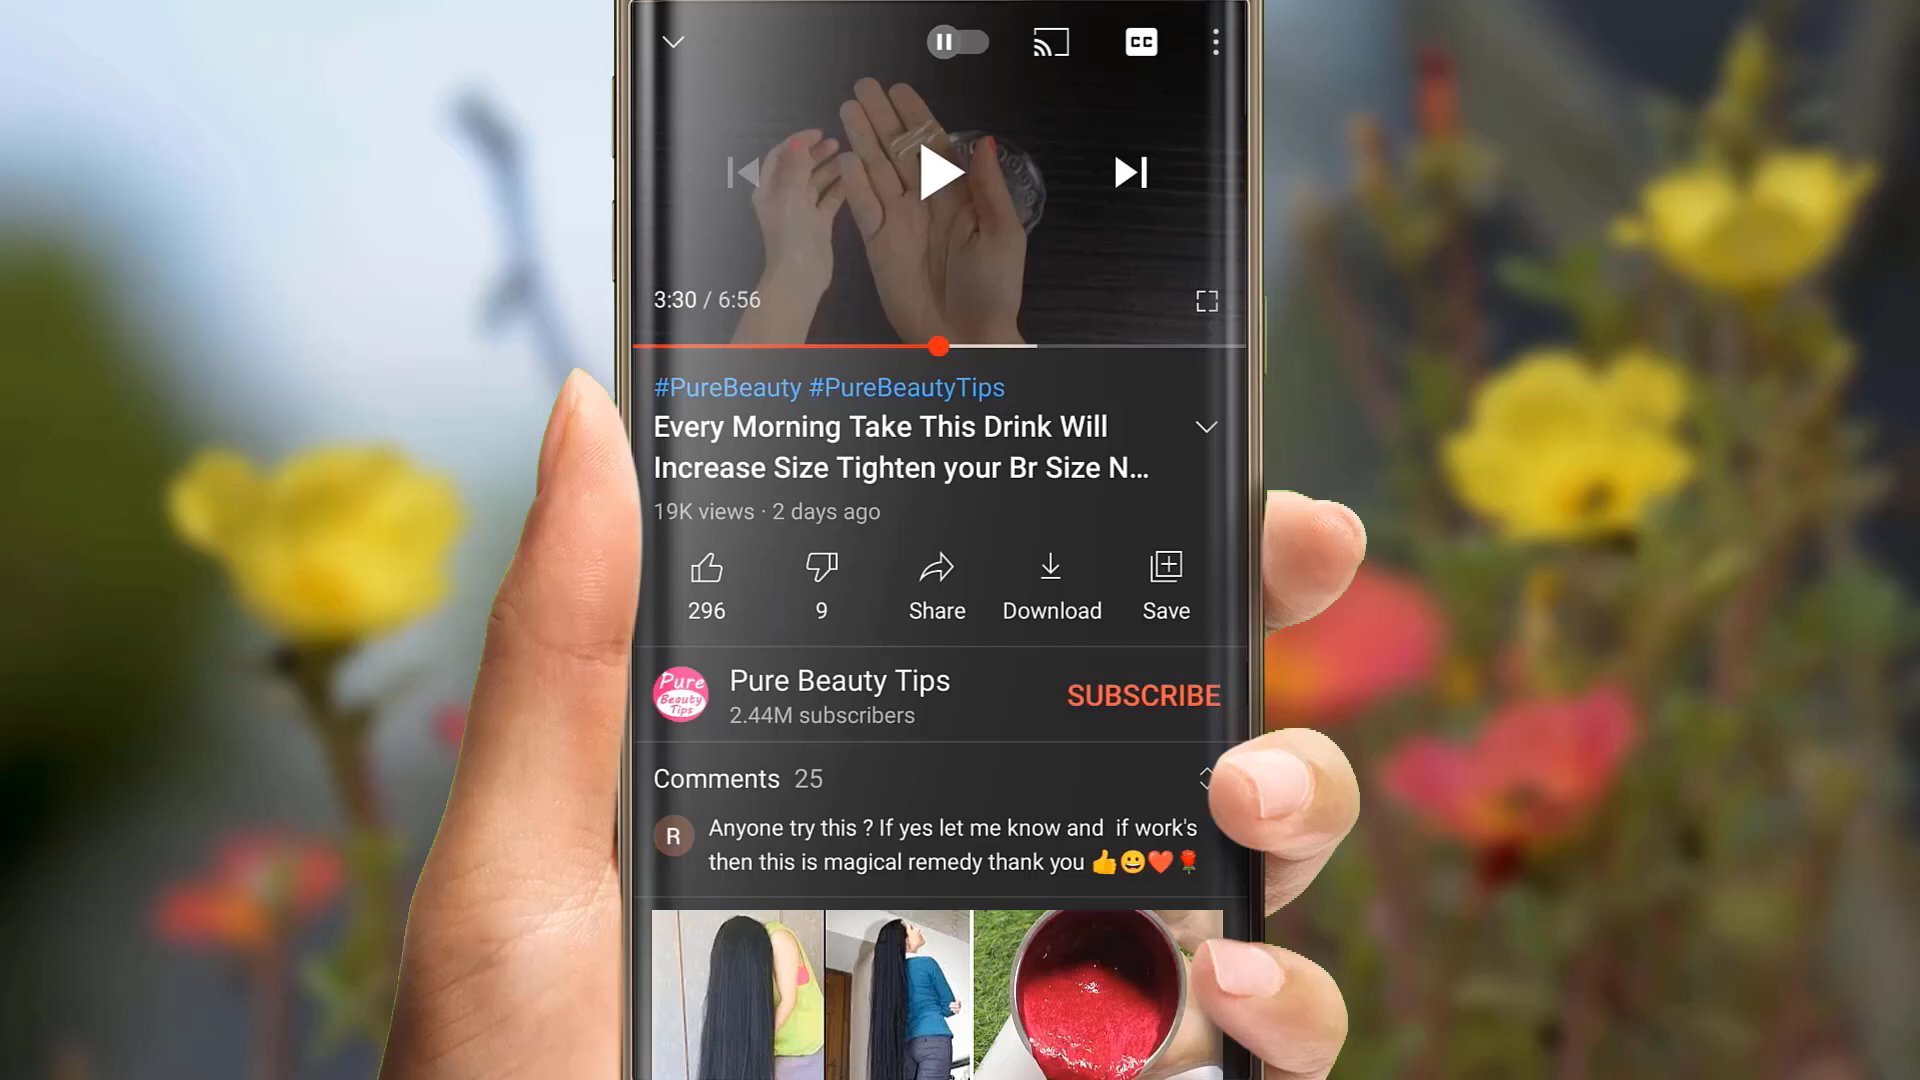 CC
3:30 / 6:56
#PureBeauty #PureBeautyTips
Every Morning Take This Drink Will
Increase Size Tighten your Br Size N...
19K views · 2 days ago
296
9
Share
Download
Save
Pure
Beauty
Tips
Pure Beauty Tips
2.44M subscribers
SUBSCRIBE
Comments 25
R
Anyone try this ? If yes let me know and  if work's
then this is magical remedy thank you 👍😀❤️🌹